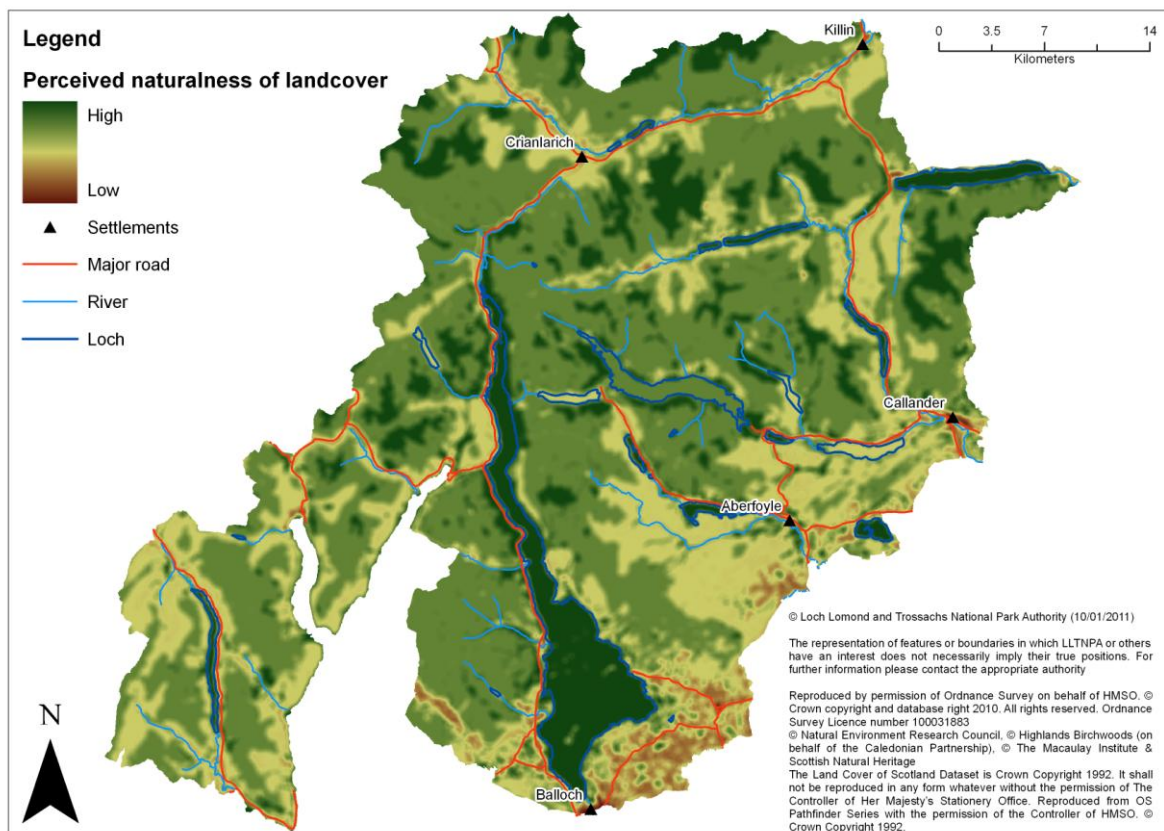 Legend
Perceived naturalness of landcover
High
Low
Settlements
Major road
River
Loch
Killin
0 3.5 7 14
Kilometers
Crianlarich
Callander
Aberfoyle
Balloch
N
© Loch Lomond and Trossachs National Park Authority (10/01/2011)
The representation of features or boundaries in which LLTNPA or others
have an interest does not necessarily imply their true positions. For
further information please contact the appropriate authority
Reproduced by permission of Ordnance Survey on behalf of HMSO. ©
Crown copyright and database right 2010. All rights reserved. Ordnance
Survey Licence number 100031883
© Natural Environment Research Council, © Highlands Birchwoods (on
behalf of the Caledonian Partnership), © The Macaulay Institute &
Scottish Natural Heritage
The Land Cover of Scotland Dataset is Crown Copyright 1992. It shall
not be reproduced in any form whatever without the permission of The
Controller of Her Majesty's Stationery Office. Reproduced from OS
Pathfinder Series with the permission of the Controller of HMSO. ©
Crown Copyright 1992.